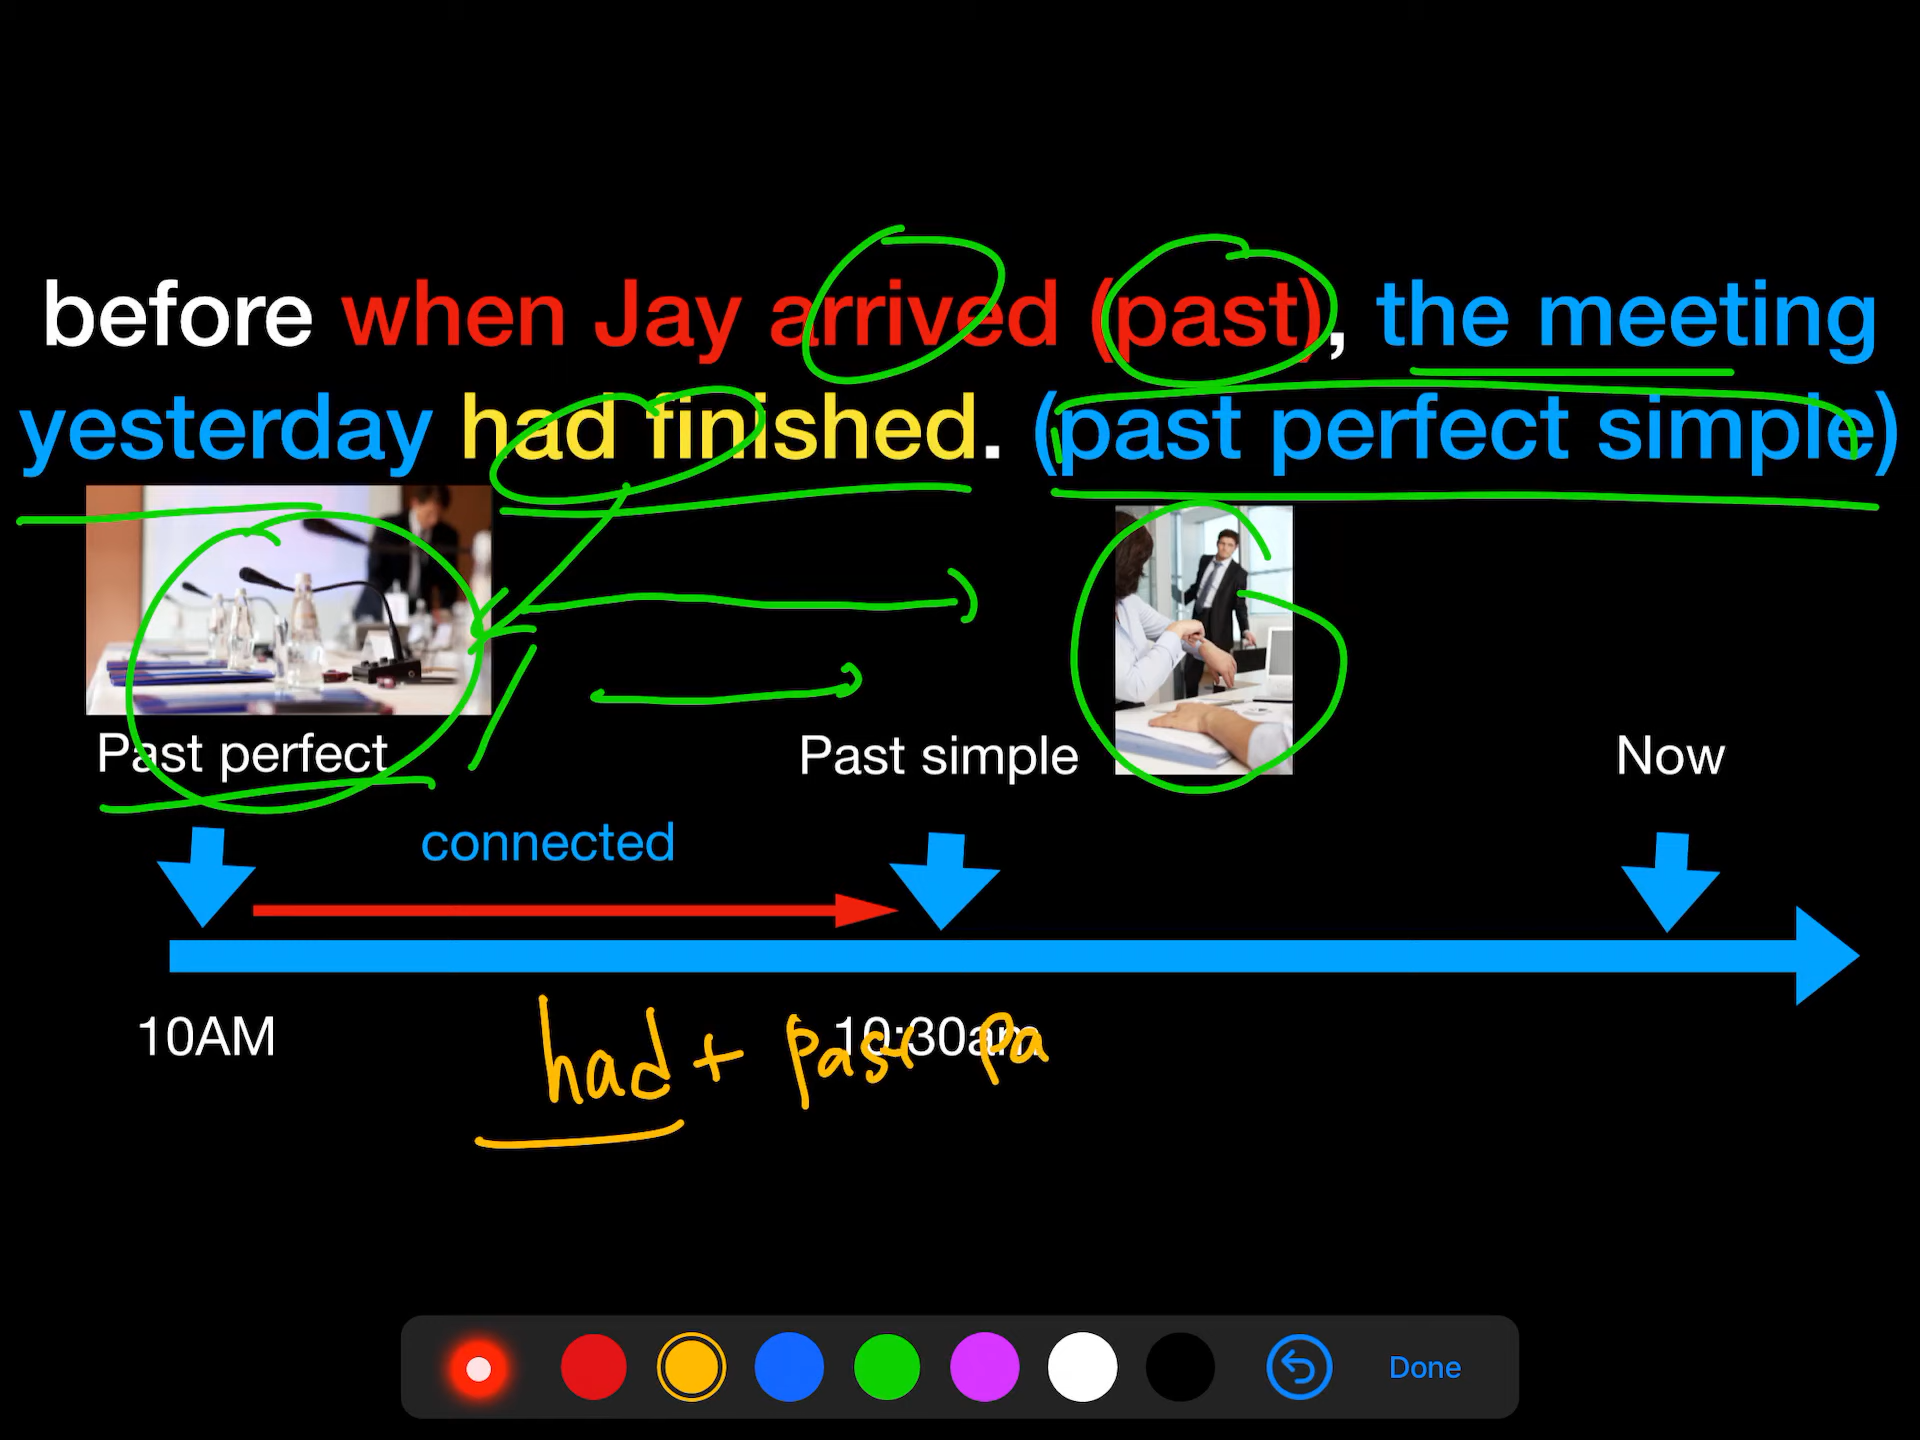 before when Jay arrived (past), the meeting
yesterday had finished. (past perfect simple)
Past perfect
Past simple
Now
connected
10AM
10:30am
had + past pa
Done